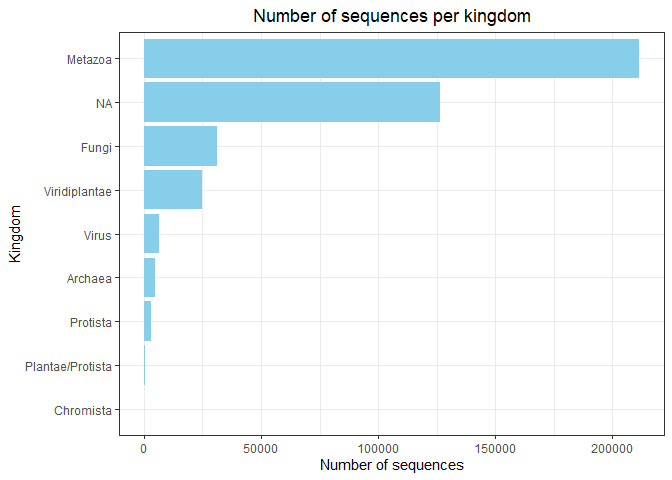 Number of sequences per kingdom
Kingdom
Metazoa
NA
Fungi
Viridiplantae
Virus
Archaea
Protista
Plantae/Protista
Chromista
0 50000 100000 150000 200000
Number of sequences